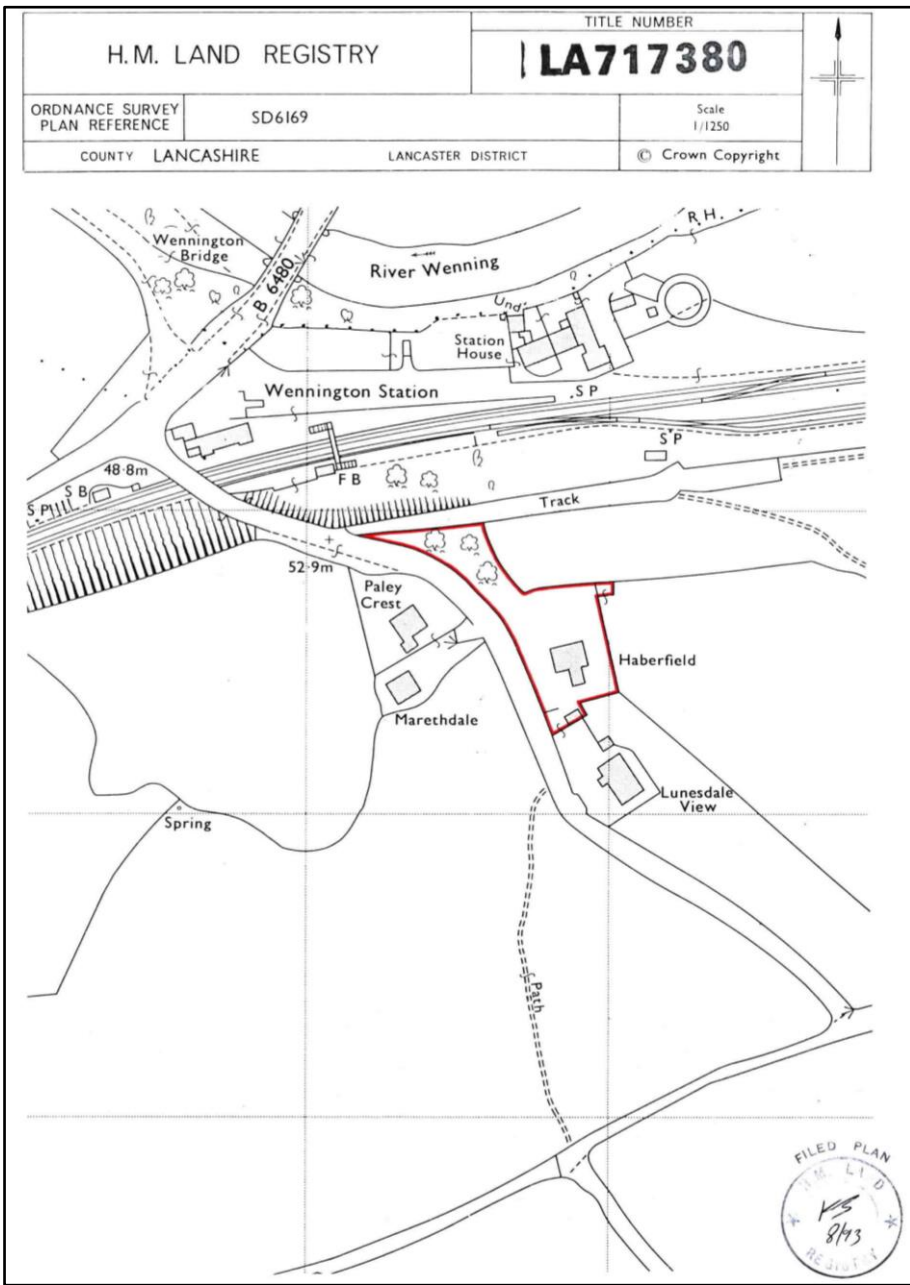 H.M. LAND REGISTRY
TITLE NUMBER
LA717380
ORDNANCE SURVEY
PLAN REFERENCE
SD6169
Scale
1/1250
COUNTY LANCASHIRE
LANCASTER DISTRICT
© Crown Copyright
Wennington
Bridge
B 6480
River Wenning
R.H.
Und
Station
House
Wennington Station
S P
S P
48·8m
S B
S P
F B
Track
52·9m
Paley
Crest
Haberfield
Marethdale
Lunesdale
View
Spring
Path
FILED PLAN
H.M. LAND
REGISTRY
KS
8/93